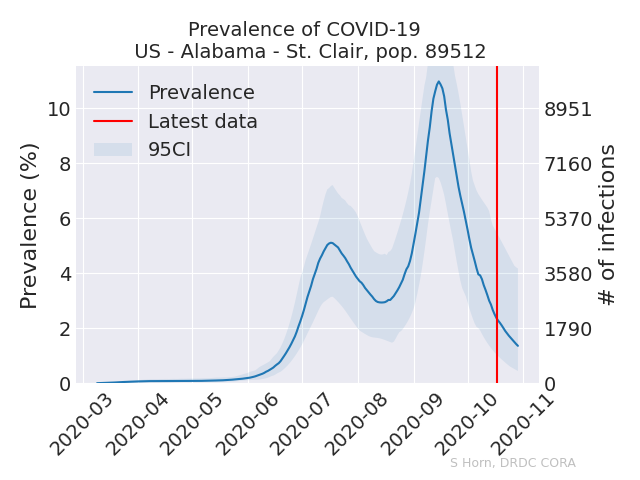 Prevalence of COVID-19
US - Alabama - St. Clair, pop. 89512
Prevalence
Latest data
95CI
Prevalence (%)
10
8
6
4
2
0
8951
7160
5370
3580
1790
0
# of infections
2020-03
2020-04
2020-05
2020-06
2020-07
2020-08
2020-09
2020-10
2020-11
S Horn, DRDC CORA